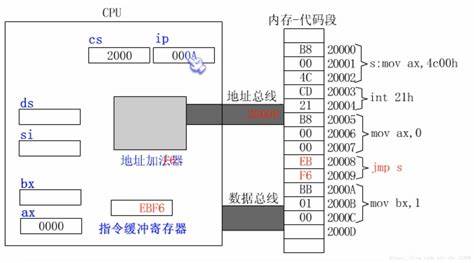 CPU
内存-代码段
cs
ip
2000
000A
ds
si
地址加法器
bx
ax
0000
EBF6
指令缓冲寄存器
地址总线
数据总线
B8 20000
00 20001
4C 20002
s:mov ax,4c00h
CD 20003
21 20004
int 21h
B8 20005
00 20006
00 20007
mov ax,0
EB 20008
F6 20009
jmp s
BB 2000A
01 2000B
00 2000C
mov bx,1
2000D